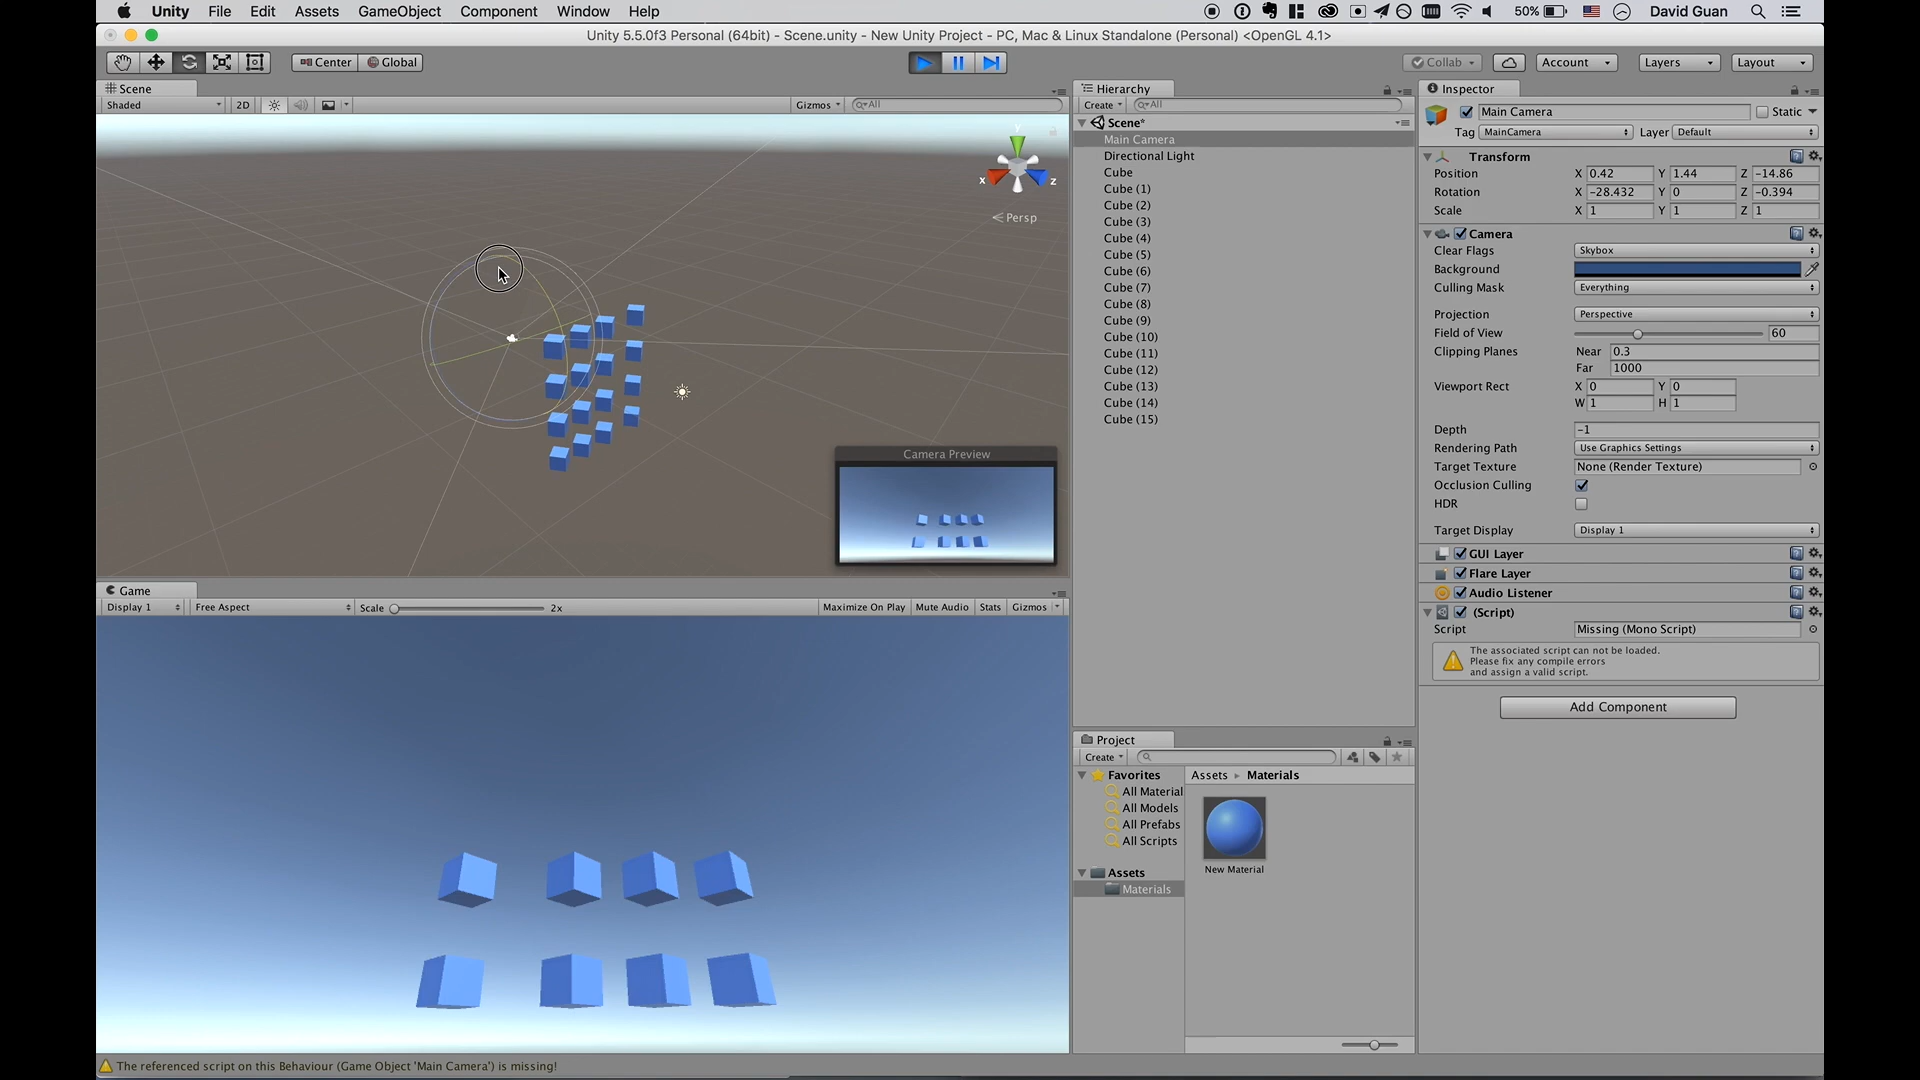 Unity File Edit Assets GameObject Component Window Help 50% David Guan
Unity 5.5.0f3 Personal (64bit) - Scene.unity - New Unity Project - PC, Mac & Linux Standalone (Personal) <OpenGL 4.1>
Center Global Collab Account Layers Layout
Scene
Shaded 2D Gizmos All
y
x z
Persp
Camera Preview
Game
Display 1 Free Aspect Scale 2x Maximize On Play Mute Audio Stats Gizmos
Hierarchy
Create All
Scene*
Main Camera
Directional Light
Cube
Cube (1)
Cube (2)
Cube (3)
Cube (4)
Cube (5)
Cube (6)
Cube (7)
Cube (8)
Cube (9)
Cube (10)
Cube (11)
Cube (12)
Cube (13)
Cube (14)
Cube (15)
Project
Create
Favorites
All Material
All Models
All Prefabs
All Scripts
Assets
Materials
Assets Materials
New Material
Inspector
Main Camera Static
Tag MainCamera Layer Default
Transform
Position X 0.42 Y 1.44 Z -14.86
Rotation X -28.432 Y 0 Z -0.394
Scale X 1 Y 1 Z 1
Camera
Clear Flags Skybox
Background
Culling Mask Everything
Projection Perspective
Field of View 60
Clipping Planes Near 0.3
Far 1000
Viewport Rect X 0 Y 0
W 1 H 1
Depth -1
Rendering Path Use Graphics Settings
Target Texture None (Render Texture)
Occlusion Culling
HDR
Target Display Display 1
GUI Layer
Flare Layer
Audio Listener
(Script)
Script Missing (Mono Script)
The associated script can not be loaded.
Please fix any compile errors
and assign a valid script.
Add Component
The referenced script on this Behaviour (Game Object 'Main Camera') is missing!